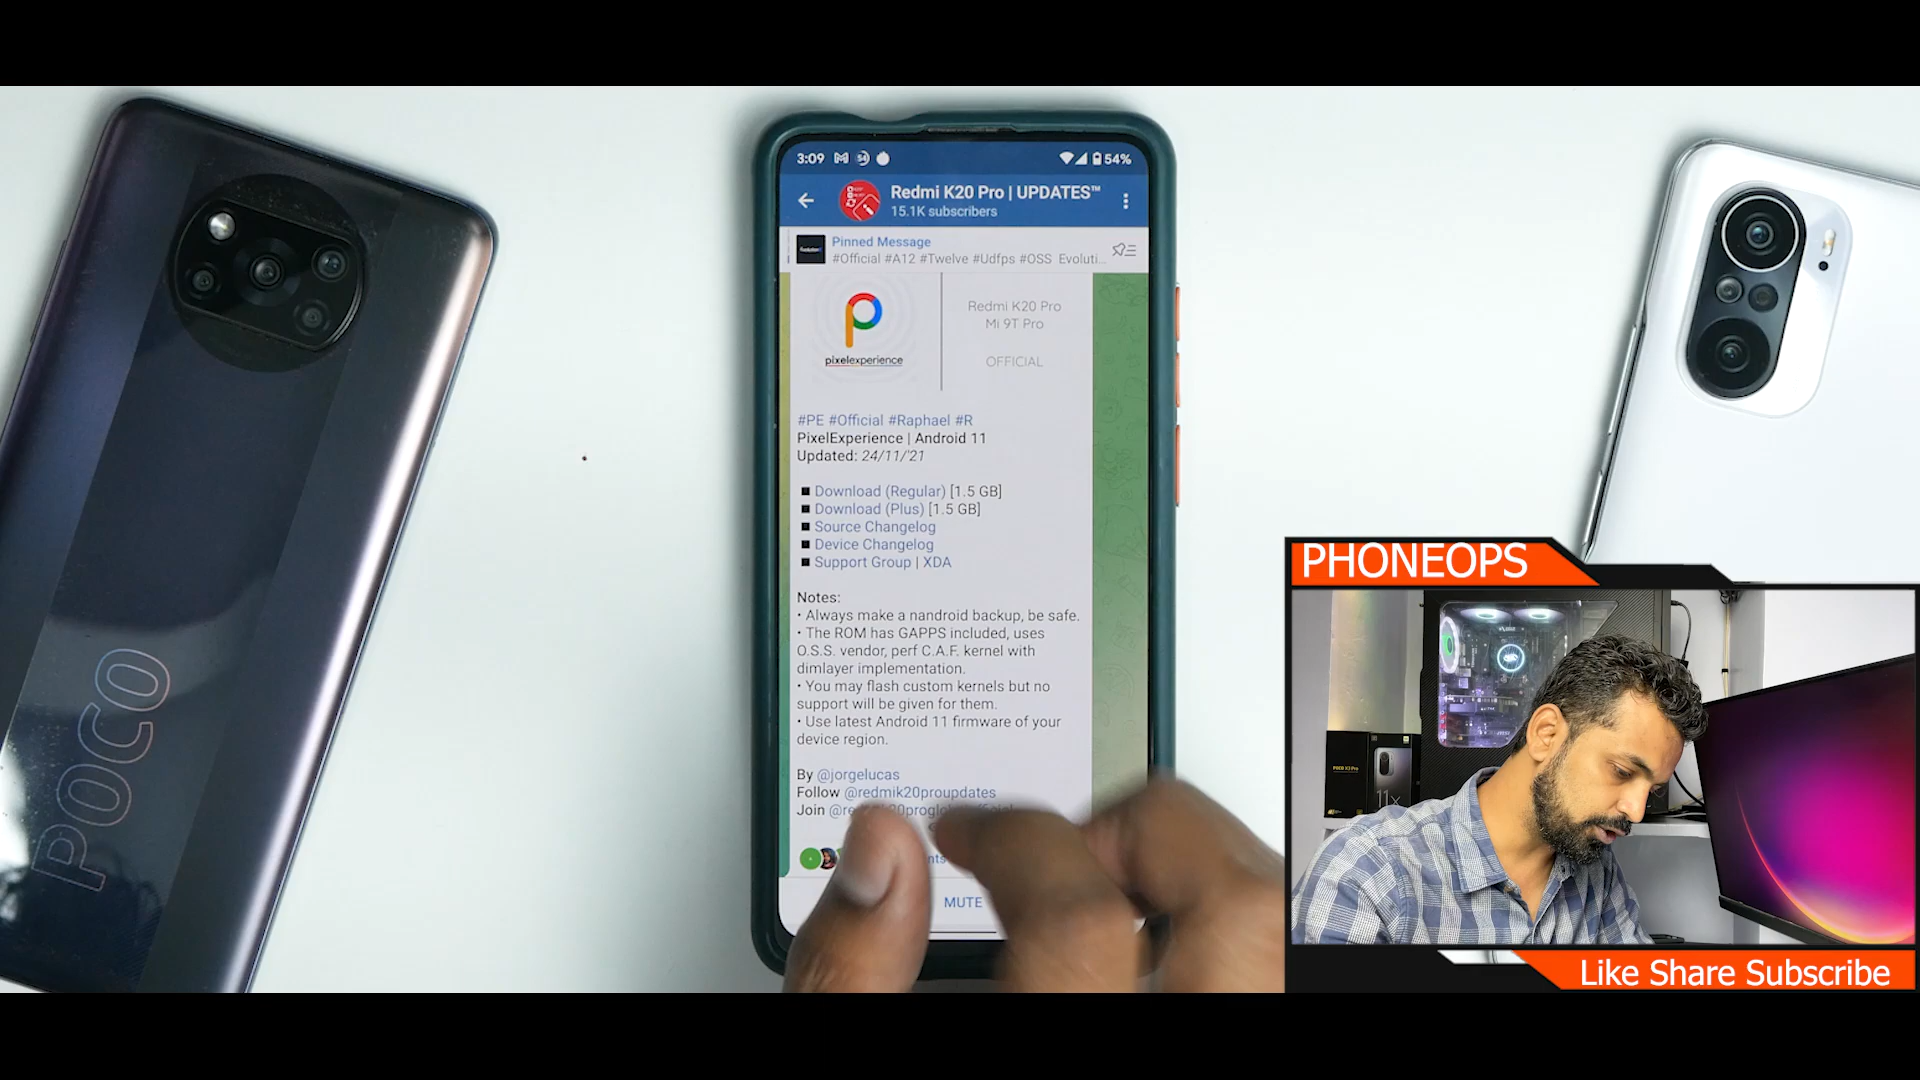 3:09
54
54%
Redmi K20 Pro | UPDATES™
15.1K subscribers
Pinned Message
#Official #A12 #Twelve #Udfps #OSS Evoluti...
pixelexperience
Redmi K20 Pro
Mi 9T Pro
OFFICIAL
#PE #Official #Raphael #R
PixelExperience | Android 11
Updated: 24/11/'21
Download (Regular) [1.5 GB]
Download (Plus) [1.5 GB]
Source Changelog
Device Changelog
Support Group | XDA
Notes:
• Always make a nandroid backup, be safe.
• The ROM has GAPPS included, uses
O.S.S. vendor, perf C.A.F. kernel with
dimlayer implementation.
• You may flash custom kernels but no
support will be given for them.
• Use latest Android 11 firmware of your
device region.
By @jorgelucas
Follow @redmik20proupdates
Join
MUTE
POCO
PHONEOPS
11x
Like Share Subscribe